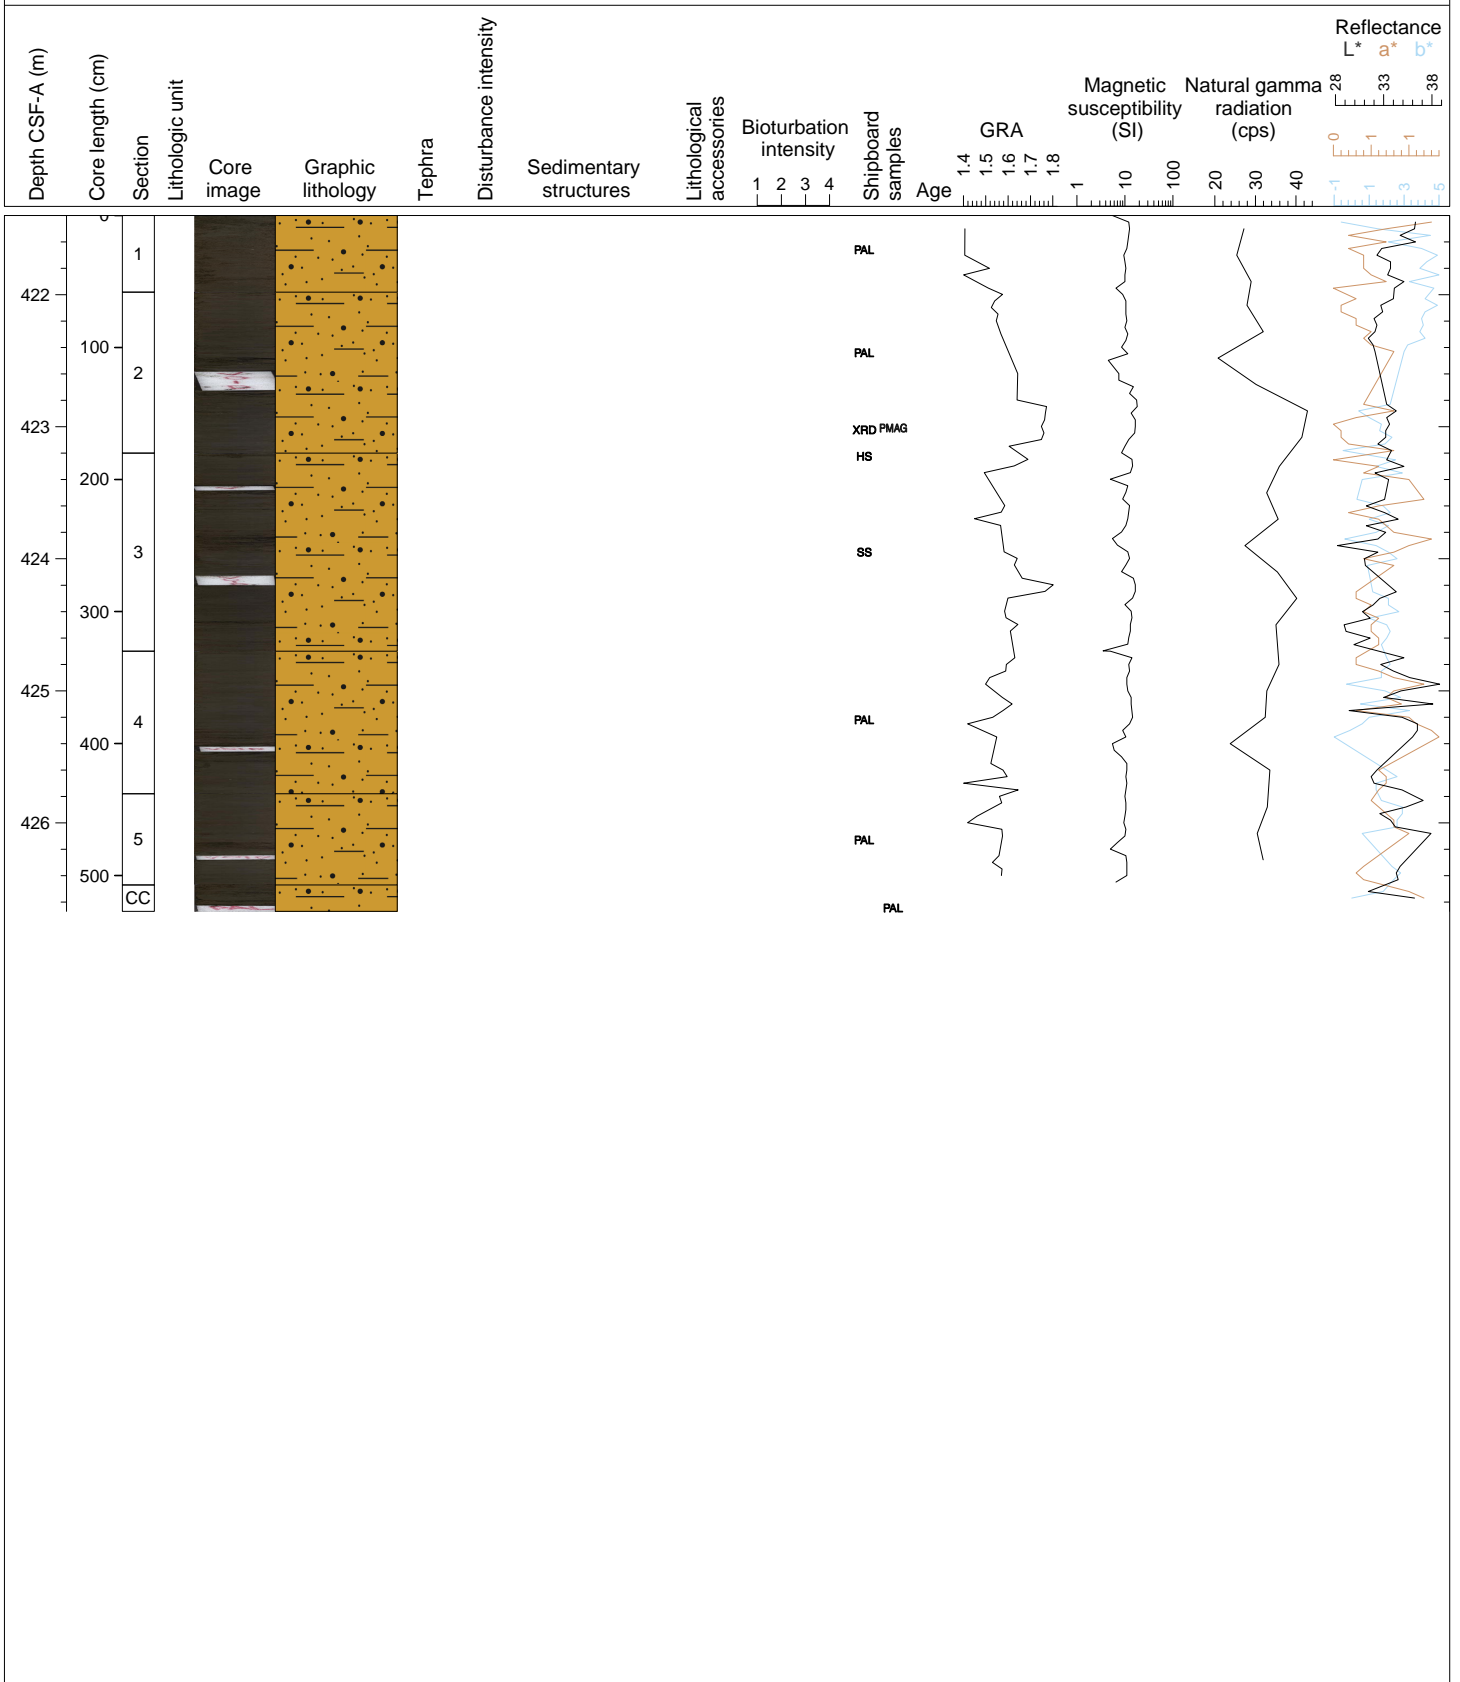 Depth CSF-A (m)
Core length (cm)
Section
Lithologic unit
Core
image
Graphic
lithology
Tephra
Disturbance intensity
Sedimentary
structures
Lithological
accessories
Bioturbation
intensity
1 2 3 4
Shipboard
samples
Age
GRA
1.4 1.5 1.6 1.7 1.8
Magnetic
susceptibility
(SI)
1 10 100
Natural gamma
radiation
(cps)
20 30 40
Reflectance
L* a* b*
28 33 38
0 1 1
-1 1 3 5
0
1
PAL
422
100
PAL
2
423
XRD PMAG
HS
200
3
SS
424
300
425
4
PAL
400
426
5
PAL
500
CC
PAL